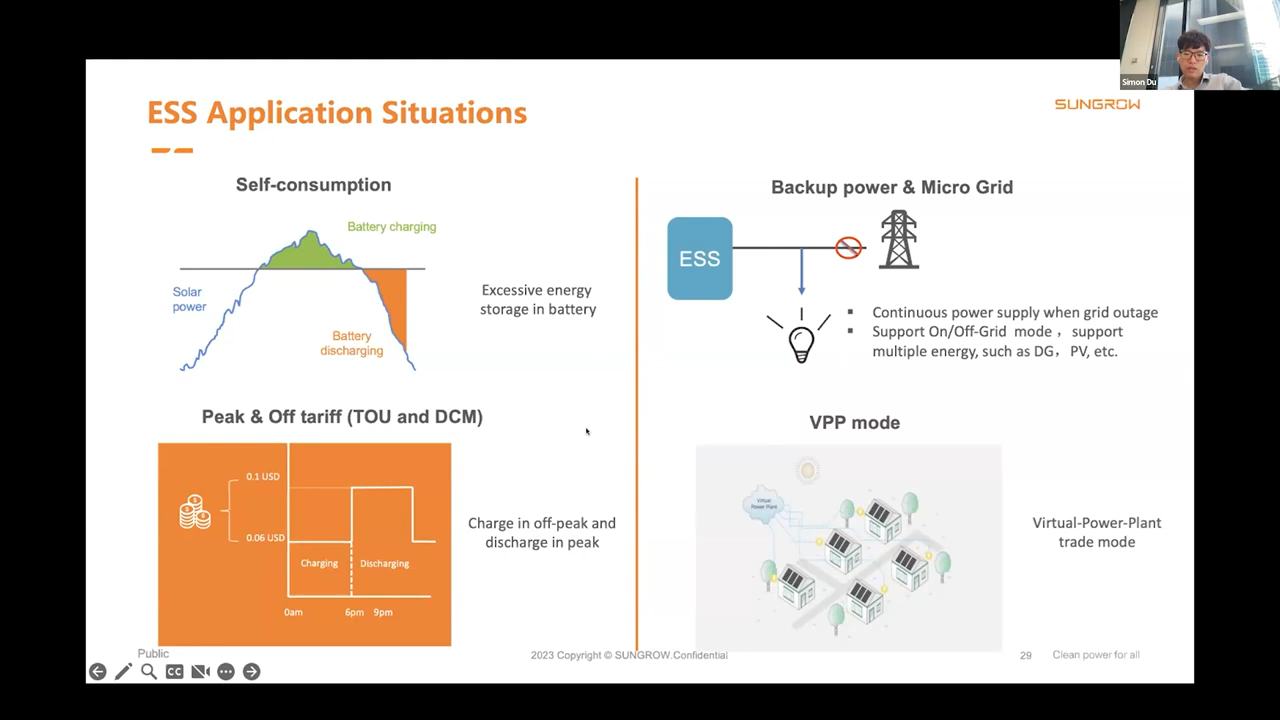 Simon Du
ESS Application Situations
SUNGROW
Self-consumption
Battery charging
Solar
power
Battery
discharging
Excessive energy
storage in battery
Backup power & Micro Grid
ESS
▪ Continuous power supply when grid outage
▪ Support On/Off-Grid mode，support
multiple energy, such as DG，PV, etc.
Peak & Off tariff (TOU and DCM)
0.1 USD
0.06 USD
Charging
Discharging
0am
6pm
9pm
Charge in off-peak and
discharge in peak
VPP mode
Virtual
Power Plant
Virtual-Power-Plant
trade mode
Public
2023 Copyright © SUNGROW.Confidential
29
Clean power for all
CC